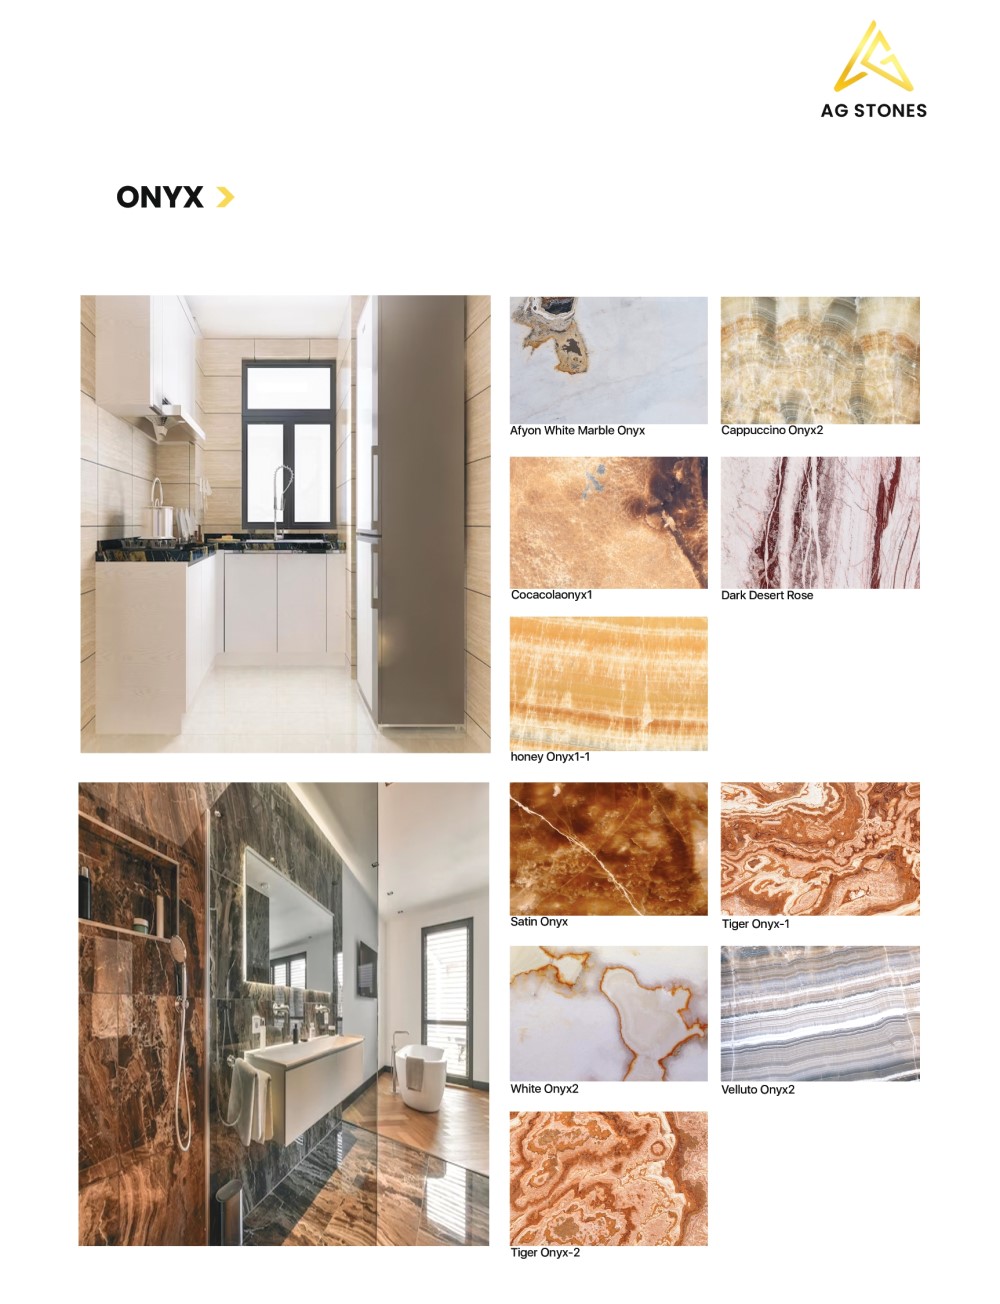 AG STONES
ONYX
Afyon White Marble Onyx
Cappuccino Onyx2
Cocacolaonyx1
Dark Desert Rose
honey Onyx1-1
Satin Onyx
Tiger Onyx-1
White Onyx2
Velluto Onyx2
Tiger Onyx-2